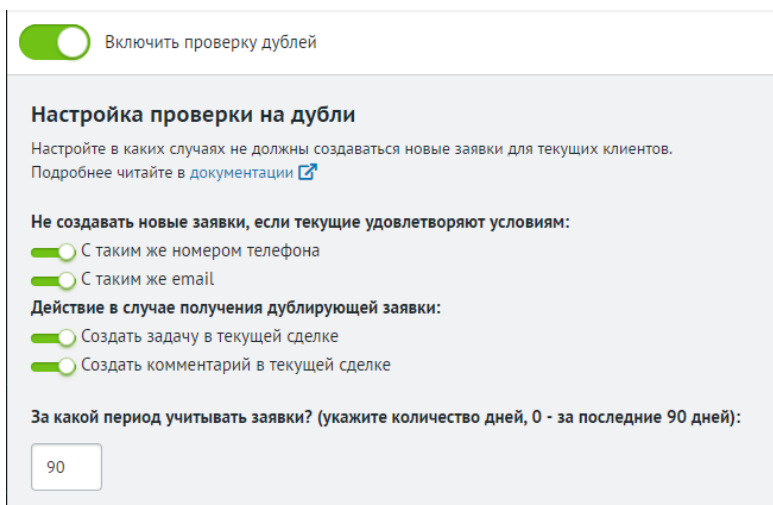 Включить проверку дублей
Настройка проверки на дубли
Настройте в каких случаях не должны создаваться новые заявки для текущих клиентов.
Подробнее читайте в документации
Не создавать новые заявки, если текущие удовлетворяют условиям:
С таким же номером телефона
С таким же email
Действие в случае получения дублирующей заявки:
Создать задачу в текущей сделке
Создать комментарий в текущей сделке
За какой период учитывать заявки? (укажите количество дней, 0 - за последние 90 дней):
90